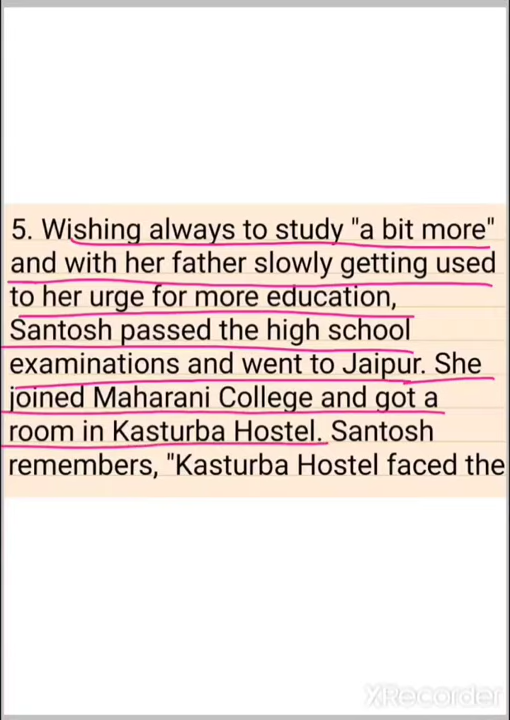 5. Wishing always to study "a bit more"
and with her father slowly getting used
to her urge for more education,
Santosh passed the high school
examinations and went to Jaipur. She
joined Maharani College and got a
room in Kasturba Hostel. Santosh
remembers, "Kasturba Hostel faced the
XRecorder